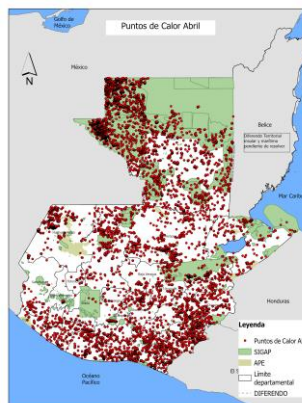 Golfo de
México
Puntos de Calor Abril
México
N
Belice
Diferendo Territorial
insular y marítimo
pendiente de resolver
Mar Caribe
Honduras
Leyenda
Puntos de Calor A
SIGAP
APE
Límite
departamental
DIFERENDO
El S
Océano
Pacífico